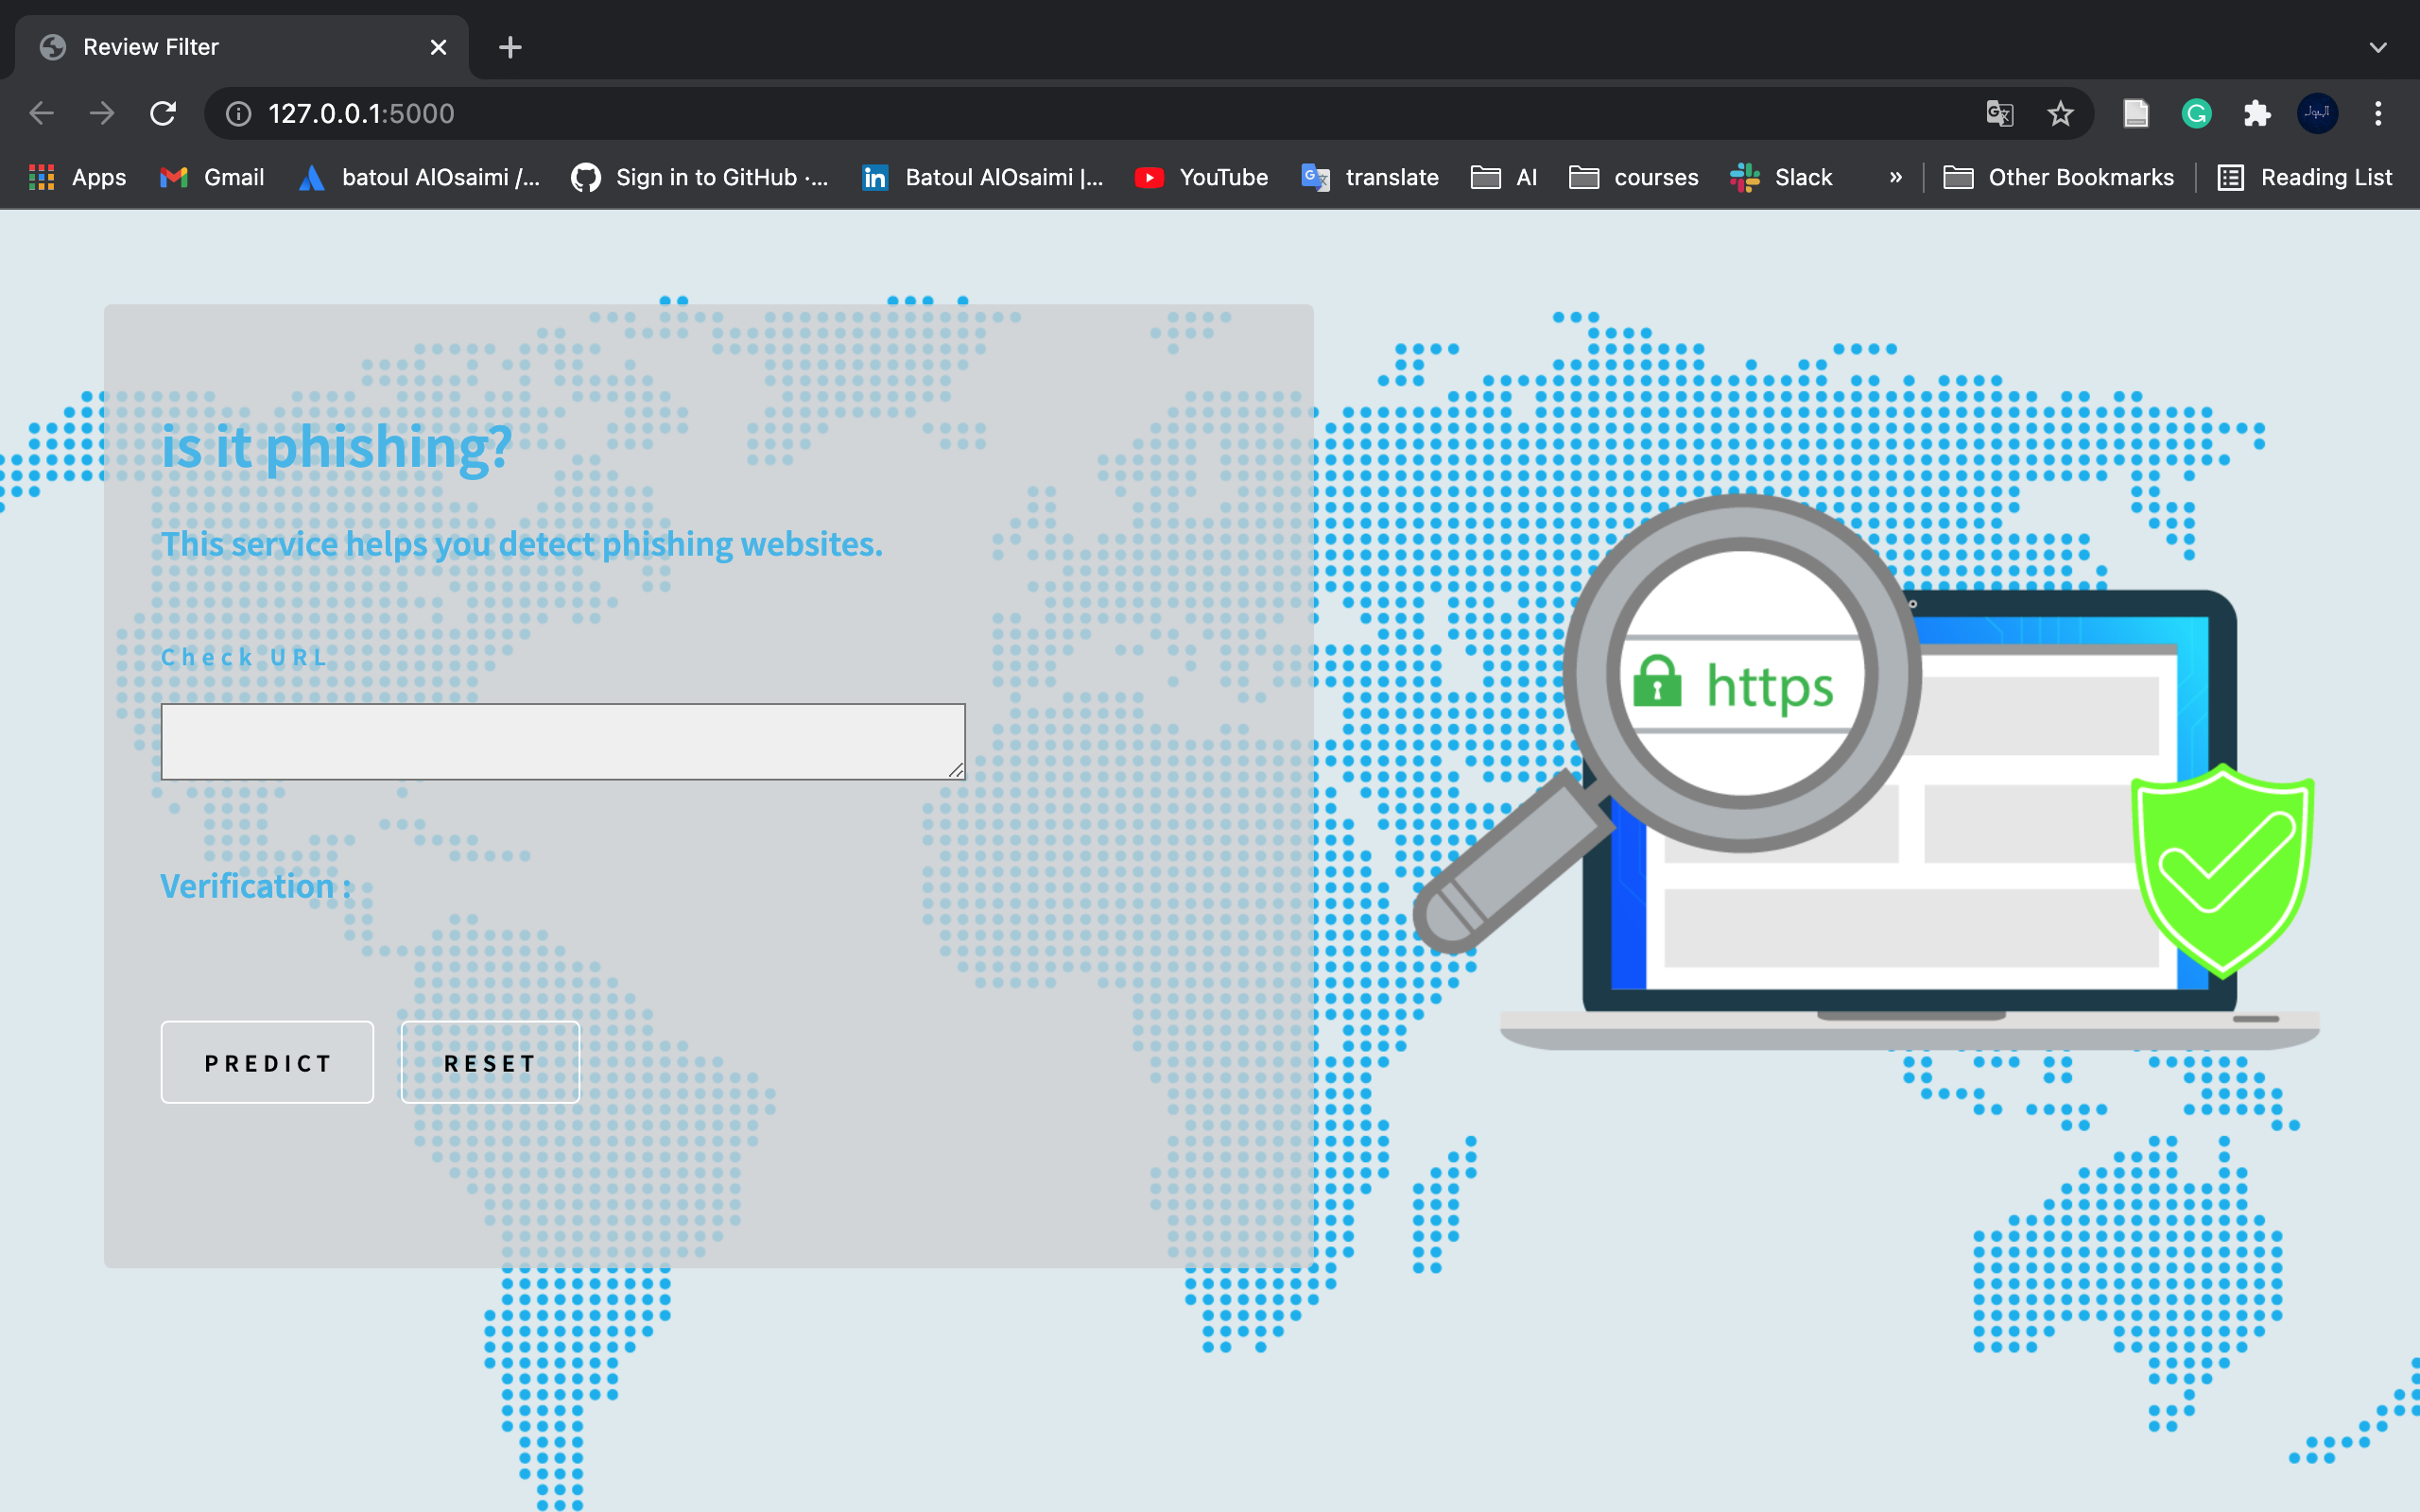 Review Filter
127.0.0.1:5000
Apps Gmail batoul AlOsaimi /... Sign in to GitHub ·... Batoul AlOsaimi |... YouTube translate AI courses Slack » Other Bookmarks Reading List
is it phishing?
This service helps you detect phishing websites.
Check URL
https
Verification :
PREDICT RESET